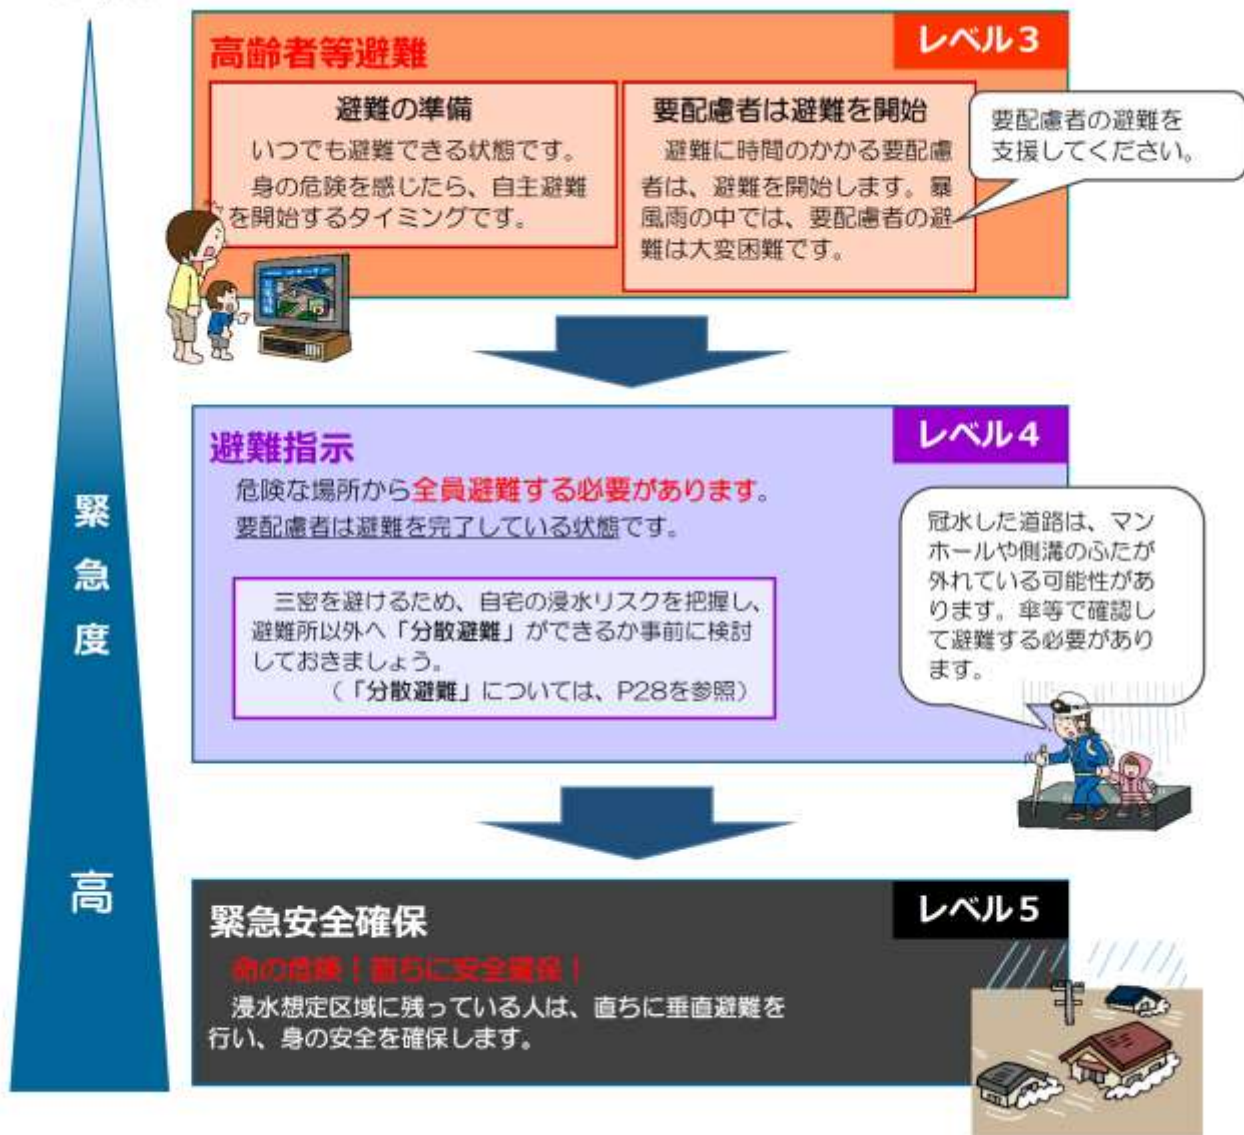 高齢者等避難
レベル3
避難の準備
いつでも避難できる状態です。
身の危険を感じたら、自主避難
を開始するタイミングです。
要配慮者は避難を開始
避難に時間のかかる要配慮
者は、避難を開始します。暴
風雨の中では、要配慮者の避
難は大変困難です。
要配慮者の避難を
支援してください。
避難指示
レベル4
危険な場所から全員避難する必要があります。
要配慮者は避難を完了している状態です。
三密を避けるため、自宅の浸水リスクを把握し、
避難所以外へ「分散避難」ができるか事前に検討
しておきましょう。
(「分散避難」については、P28を参照)
冠水した道路は、マン
ホールや側溝のふたが
外れている可能性があ
ります。傘等で確認し
て避難する必要があり
ます。
緊急度
高
緊急安全確保
レベル5
命の危険!直ちに安全確保!
浸水想定区域に残っている人は、直ちに垂直避難を
行い、身の安全を確保します。